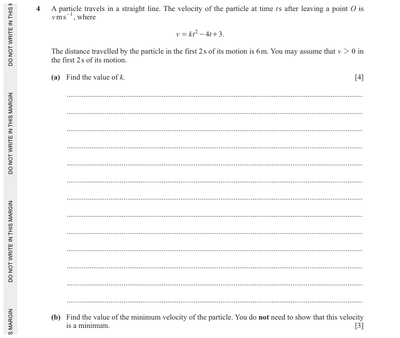 4 A particle travels in a straight line. The velocity of the particle at time t s after leaving a point O is
v m s⁻¹, where
v = kt² − 4t + 3.
The distance travelled by the particle in the first 2 s of its motion is 6 m. You may assume that v > 0 in
the first 2 s of its motion.
(a) Find the value of k. [4]
(b) Find the value of the minimum velocity of the particle. You do not need to show that this velocity
is a minimum. [3]
DO NOT WRITE IN THIS M
DO NOT WRITE IN THIS MARGIN
DO NOT WRITE IN THIS MARGIN
S MARGIN